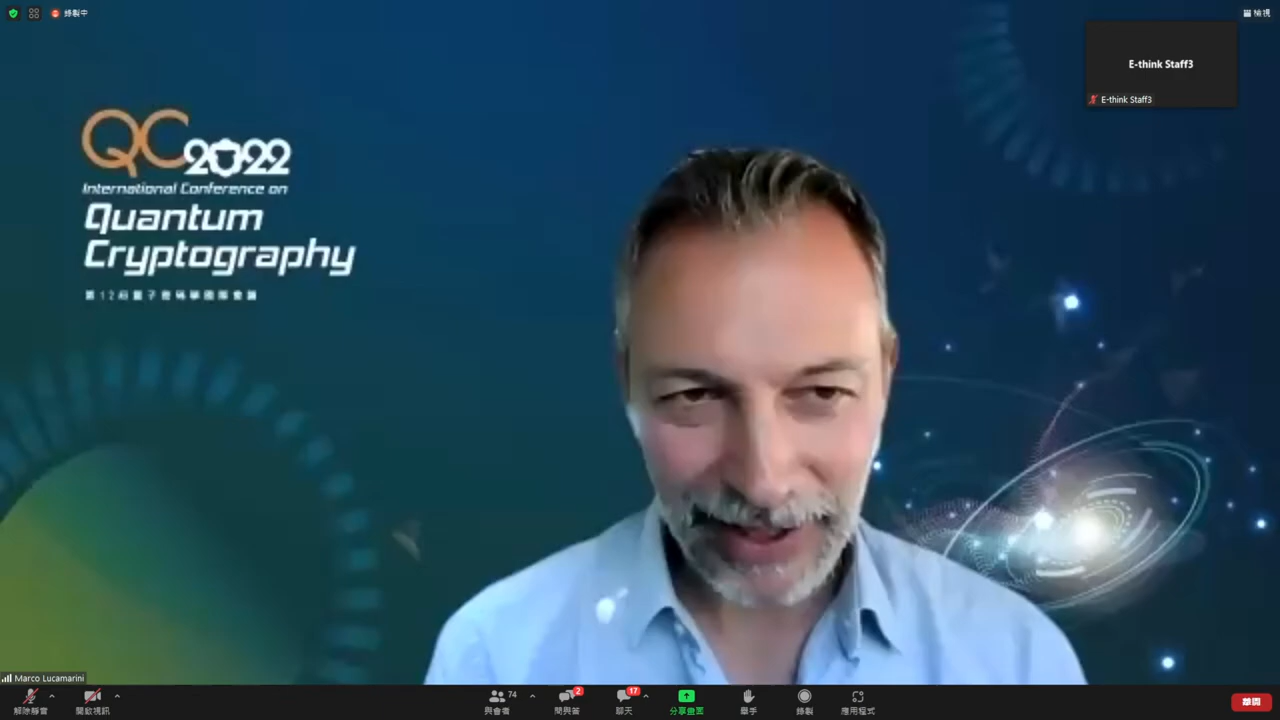 錄製中
檢視
E-think Staff3
E-think Staff3
QC2022
International Conference on
Quantum
Cryptography
第12屆量子密碼學國際會議
Marco Lucamarini
解除靜音
開啟視訊
74
與會者
2
問與答
17
聊天
分享畫面
舉手
錄製
應用程式
離開